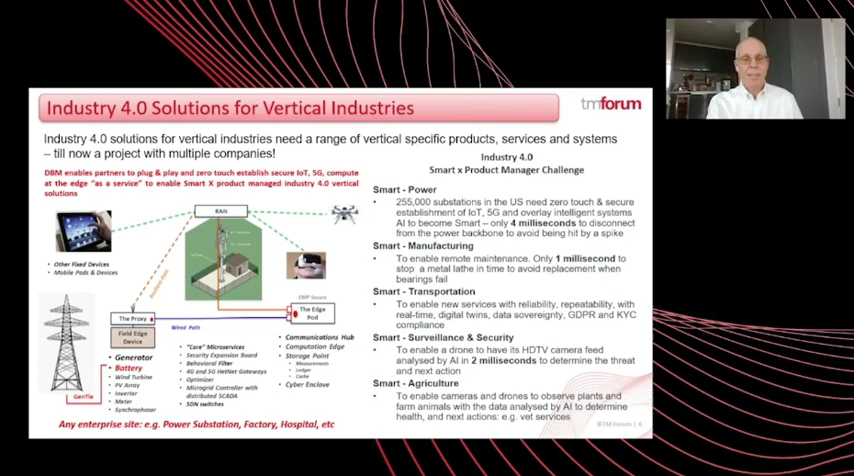 Industry 4.0 Solutions for Vertical Industries
tmforum
Industry 4.0 solutions for vertical industries need a range of vertical specific products, services and systems
– till now a project with multiple companies!
DBM enables partners to plug & play and zero touch establish secure IoT, 5G, compute
at the edge "as a service" to enable Smart X product managed industry 4.0 vertical
solutions
RAN
• Other Fixed Devices
• Mobile Pods & Devices
EMP Secure
The Proxy
Wired Path
The Edge
Pod
Field Edge
Device
• Generator
• Battery
• Wind Turbine
• PV Array
• Inverter
• Meter
• Synchrophasor
GenTie
• "Care" Microservices
• Security Expansion Board
• Behavioral Filter
• 4G and 5G HetNet Gateways
• Optimizer
• Microgrid Controller with
distributed SCADA
• SDN switches
• Communications Hub
• Computation Edge
• Storage Point
• Measurements
• Ledger
• Cache
• Cyber Enclave
Any enterprise site: e.g. Power Substation, Factory, Hospital, etc
Industry 4.0
Smart x Product Manager Challenge
Smart - Power
• 255,000 substations in the US need zero touch & secure
establishment of IoT, 5G and overlay intelligent systems
AI to become Smart – only 4 milliseconds to disconnect
from the power backbone to avoid being hit by a spike
Smart - Manufacturing
• To enable remote maintenance. Only 1 millisecond to
stop a metal lathe in time to avoid replacement when
bearings fail
Smart - Transportation
• To enable new services with reliability, repeatability, with
real-time, digital twins, data sovereignty, GDPR and KYC
compliance
Smart - Surveillance & Security
• To enable a drone to have its HDTV camera feed
analysed by AI in 2 milliseconds to determine the threat
and next action
Smart - Agriculture
• To enable cameras and drones to observe plants and
farm animals with the data analysed by AI to determine
health, and next actions: e.g. vet services
©TM Forum | 6